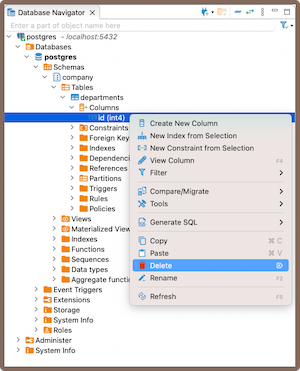 Database Navigator
Enter a part of object name here
postgres - localhost:5432
Databases
postgres
Schemas
company
Tables
departments
Columns
id (int4)
Constraints
Foreign Key
Indexes
Dependenci
References
Partitions
Triggers
Rules
Policies
Views
Materialized View
Indexes
Functions
Sequences
Data types
Aggregate functio
Event Triggers
Extensions
Storage
System Info
Roles
Administer
System Info
Create New Column
New Index from Selection
New Constraint from Selection
View Column F4
Filter
Compare/Migrate
Tools
Generate SQL
Copy ⌘ C
Paste ⌘ V
Delete ⌦
Rename F2
Refresh F5